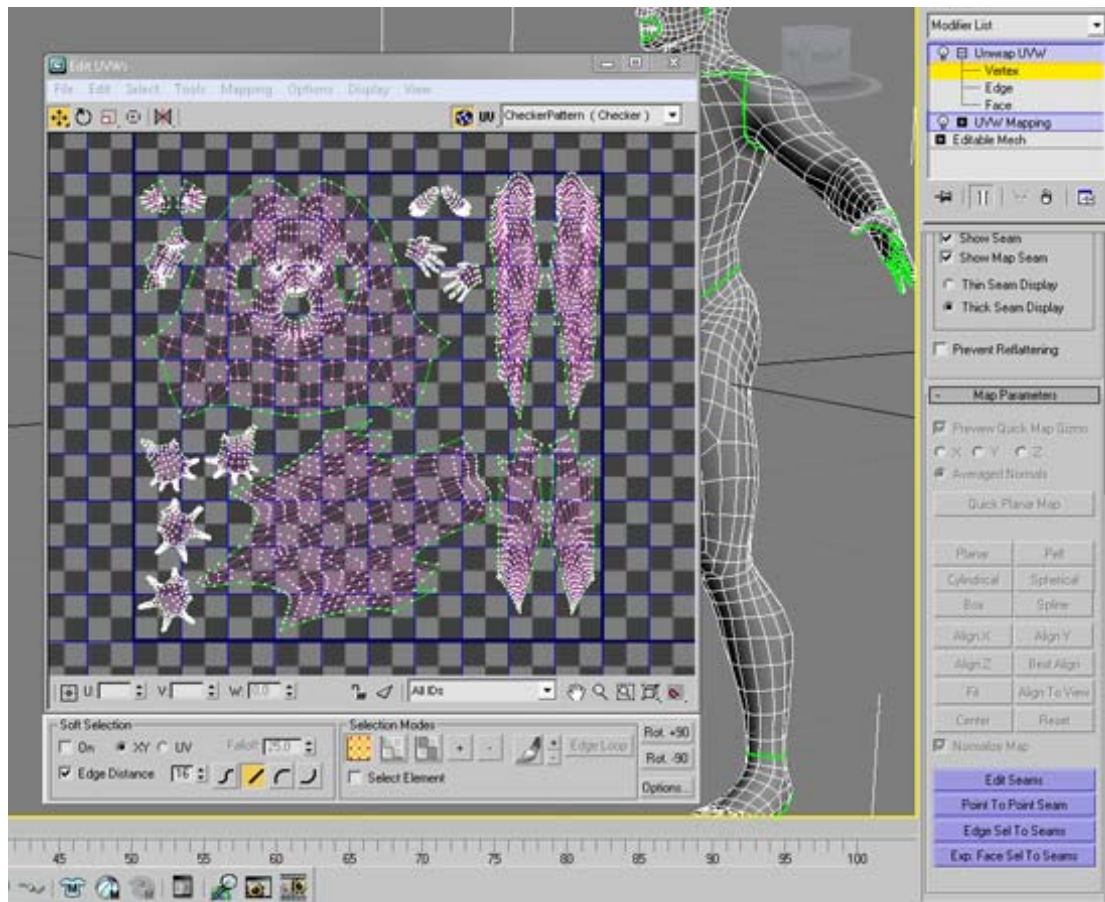 Modifier List
Edit UVWs
Unwrap UVW
Vertex
Edge
Face
UVW Mapping
Editable Mesh
File Edit Select Tools Mapping Options Display View
UV CheckerPattern ( Checker )
Show Seam
Show Map Seam
Thin Seam Display
Thick Seam Display
Prevent Reflattening
- Map Parameters
Preview Quick Map Gizmo
X Y Z
Averaged Normals
Quick Planar Map
Planar Pelt
Cylindrical Spherical
Box Spline
Align X Align Y
Align Z Best Align
Fit Align To View
Center Reset
Normalize Map
Edit Seams
Point To Point Seam
Edge Sel To Seams
Exp. Face Sel To Seams
U: V: W: 0.0 All IDs
Soft Selection
On XY UV Falloff: 25.0
Edge Distance 16
Selection Modes
+ - + - Edge Loop
Select Element
Rot. +90
Rot. -90
Options...
45 50 55 60 65 70 75 80 85 90 95 100